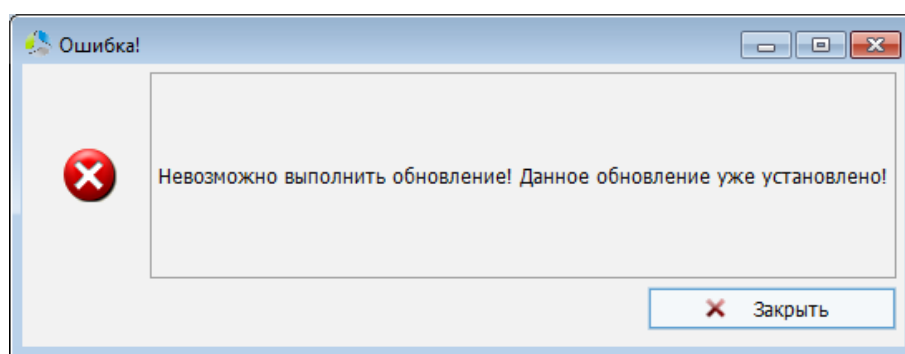 Ошибка!
Невозможно выполнить обновление! Данное обновление уже установлено!
Закрыть